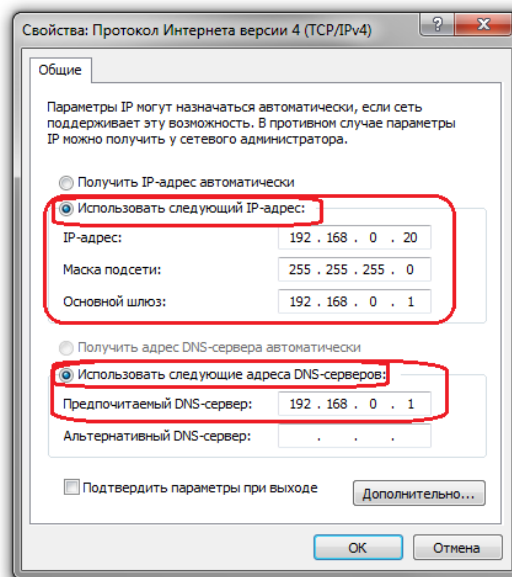 Свойства: Протокол Интернета версии 4 (TCP/IPv4)
Общие
Параметры IP могут назначаться автоматически, если сеть
поддерживает эту возможность. В противном случае параметры
IP можно получить у сетевого администратора.
Получить IP-адрес автоматически
Использовать следующий IP-адрес:
IP-адрес: 192 . 168 . 0 . 20
Маска подсети: 255 . 255 . 255 . 0
Основной шлюз: 192 . 168 . 0 . 1
Получить адрес DNS-сервера автоматически
Использовать следующие адреса DNS-серверов:
Предпочитаемый DNS-сервер: 192 . 168 . 0 . 1
Альтернативный DNS-сервер: . . .
Подтвердить параметры при выходе
Дополнительно...
ОК Отмена